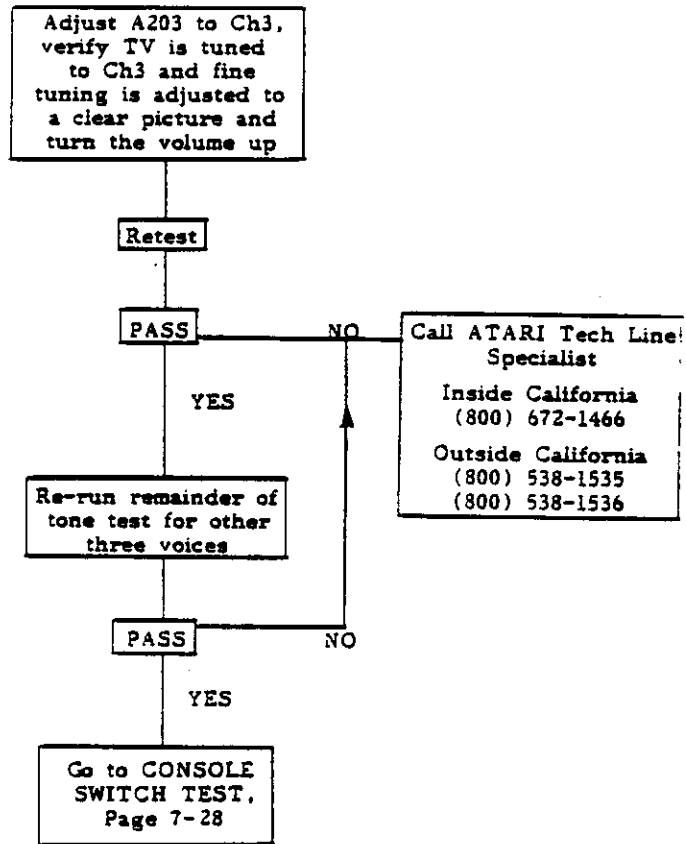 Adjust A203 to Ch3,
verify TV is tuned
to Ch3 and fine
tuning is adjusted to
a clear picture and
turn the volume up
Retest
PASS
NO
Call ATARI Tech Line
Specialist
Inside California
(800) 672-1466
Outside California
(800) 538-1535
(800) 538-1536
YES
Re-run remainder of
tone test for other
three voices
PASS
NO
YES
Go to CONSOLE
SWITCH TEST,
Page 7-28